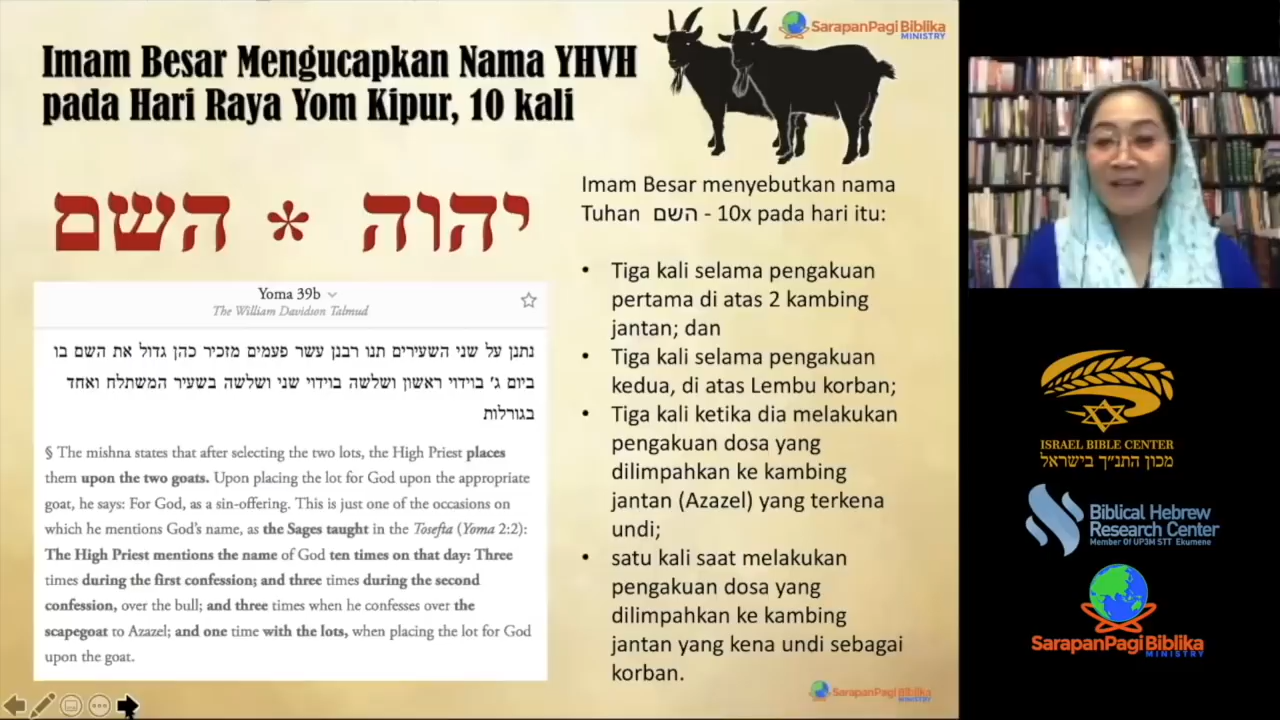 Imam Besar Mengucapkan Nama YHVH
pada Hari Raya Yom Kipur, 10 kali
SarapanPagi Biblika
MINISTRY
יהוה * השם
Yoma 39b
The William Davidson Talmud
נתנן על שני השעירים תנו רבנן עשר פעמים מזכיר כהן גדול את השם בו
ביום ג׳ בוידוי ראשון ושלשה בוידוי שני ושלשה בשעיר המשתלח ואחד
בגורלות
§ The mishna states that after selecting the two lots, the High Priest places
them upon the two goats. Upon placing the lot for God upon the appropriate
goat, he says: For God, as a sin-offering. This is just one of the occasions on
which he mentions God's name, as the Sages taught in the Tosefta (Yoma 2:2):
The High Priest mentions the name of God ten times on that day: Three
times during the first confession; and three times during the second
confession, over the bull; and three times when he confesses over the
scapegoat to Azazel; and one time with the lots, when placing the lot for God
upon the goat.
Imam Besar menyebutkan nama
Tuhan השם - 10x pada hari itu:
• Tiga kali selama pengakuan
pertama di atas 2 kambing
jantan; dan
• Tiga kali selama pengakuan
kedua, di atas Lembu korban;
• Tiga kali ketika dia melakukan
pengakuan dosa yang
dilimpahkan ke kambing
jantan (Azazel) yang terkena
undi;
• satu kali saat melakukan
pengakuan dosa yang
dilimpahkan ke kambing
jantan yang kena undi sebagai
korban.
SarapanPagi Biblika
MINISTRY
ISRAEL BIBLE CENTER
מכון התנ״ך בישראל
Biblical Hebrew
Research Center
Member Of UP3M STT Ekumene
SarapanPagi Biblika
MINISTRY